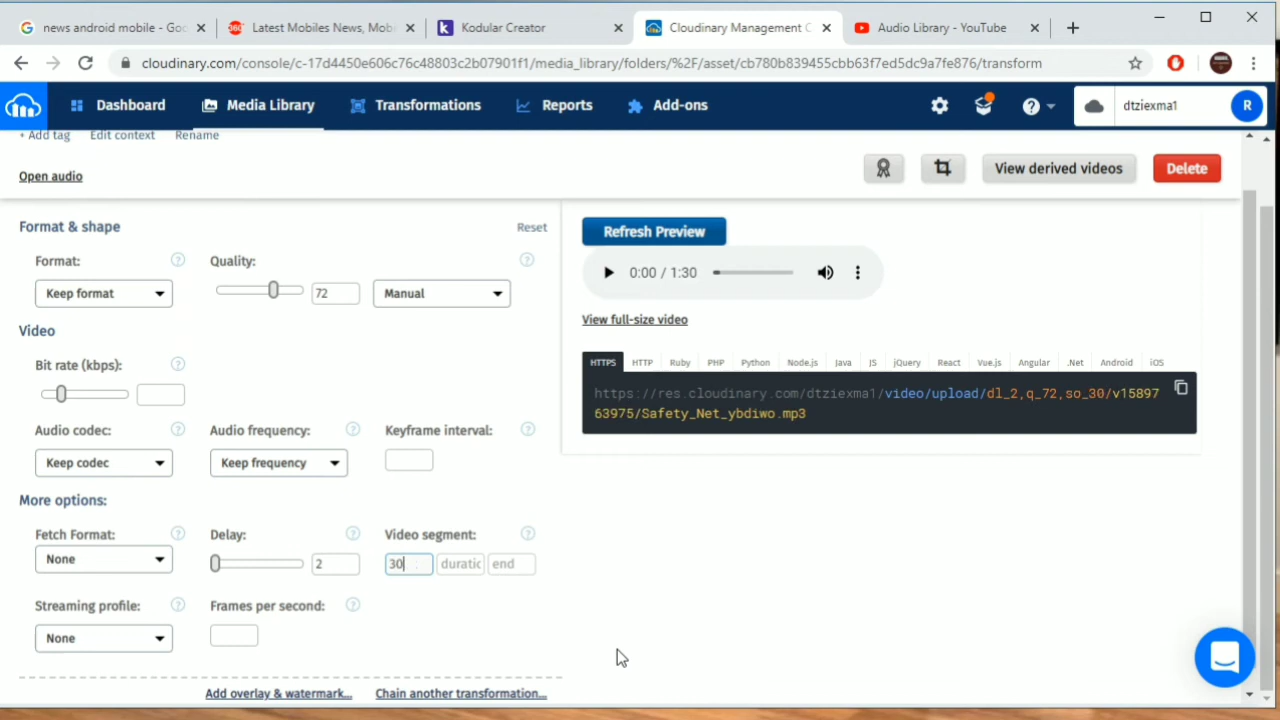 news android mobile - Goo
Latest Mobiles News, Mobi
Kodular Creator
Cloudinary Management C
Audio Library - YouTube
cloudinary.com/console/c-17d4450e606c76c48803c2b07901f1/media_library/folders/%2F/asset/cb780b839455cbb63f7ed5dc9a7fe876/transform
Dashboard
Media Library
Transformations
Reports
Add-ons
dtziexma1
R
+ Add tag
Edit context
Rename
Open audio
View derived videos
Delete
Format & shape
Reset
Format:
Quality:
Keep format
72
Manual
Video
Bit rate (kbps):
Audio codec:
Audio frequency:
Keyframe interval:
Keep codec
Keep frequency
More options:
Fetch Format:
Delay:
Video segment:
None
2
30
duratic
end
Streaming profile:
Frames per second:
None
Add overlay & watermark...
Chain another transformation...
Refresh Preview
0:00 / 1:30
View full-size video
HTTPS HTTP Ruby PHP Python Node.js Java JS jQuery React Vue.js Angular .Net Android iOS
https://res.cloudinary.com/dtziexma1/video/upload/dl_2,q_72,so_30/v15897
63975/Safety_Net_ybdiwo.mp3